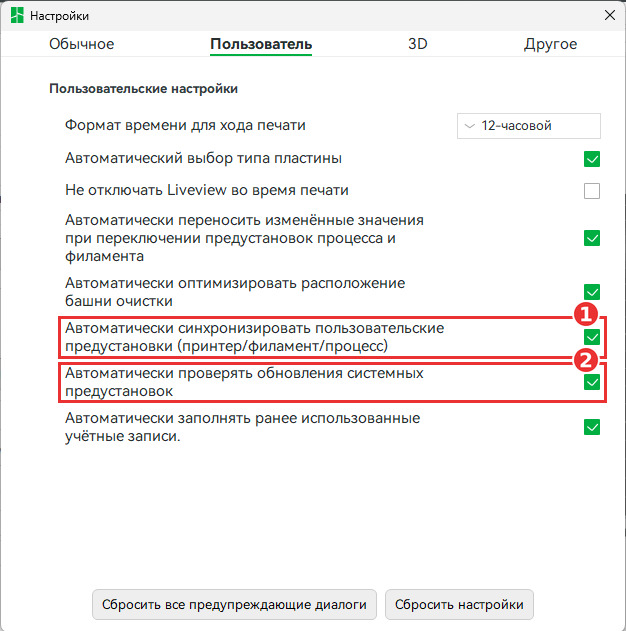 Настройки
Обычное Пользователь 3D Другое
Пользовательские настройки
Формат времени для хода печати 12-часовой
Автоматический выбор типа пластины
Не отключать Liveview во время печати
Автоматически переносить изменённые значения
при переключении предустановок процесса и
филамента
Автоматически оптимизировать расположение
башни очистки
1
Автоматически синхронизировать пользовательские
предустановки (принтер/филамент/процесс)
2
Автоматически проверять обновления системных
предустановок
Автоматически заполнять ранее использованные
учётные записи.
Сбросить все предупреждающие диалоги Сбросить настройки